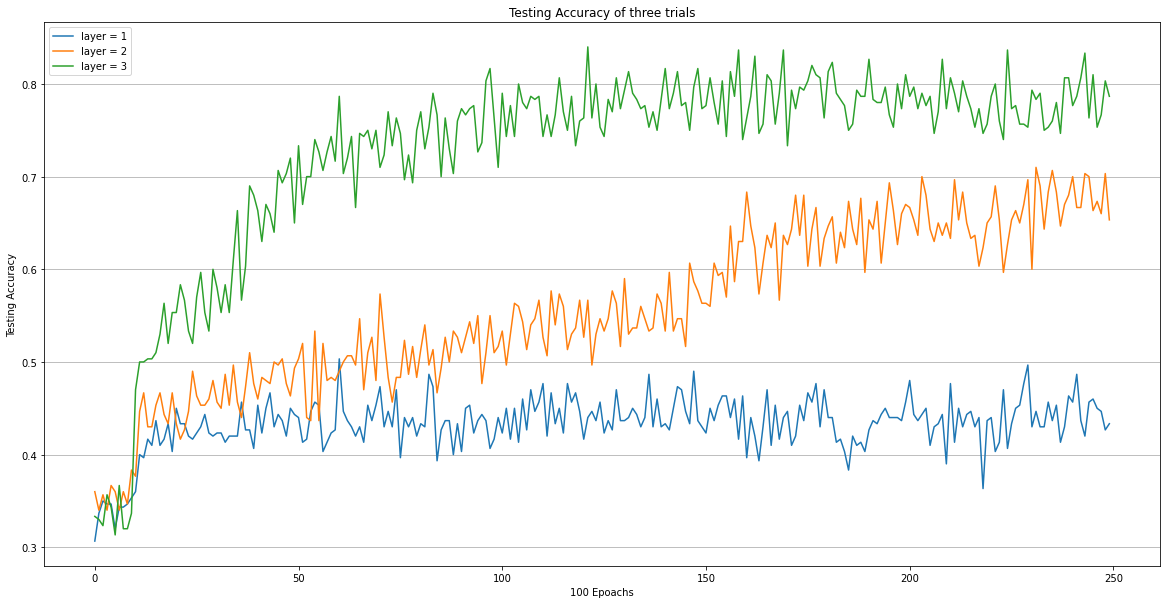 Testing Accuracy of three trials
layer = 1
layer = 2
layer = 3
Testing Accuracy
0.8
0.7
0.6
0.5
0.4
0.3
0 50 100 150 200 250
100 Epoachs